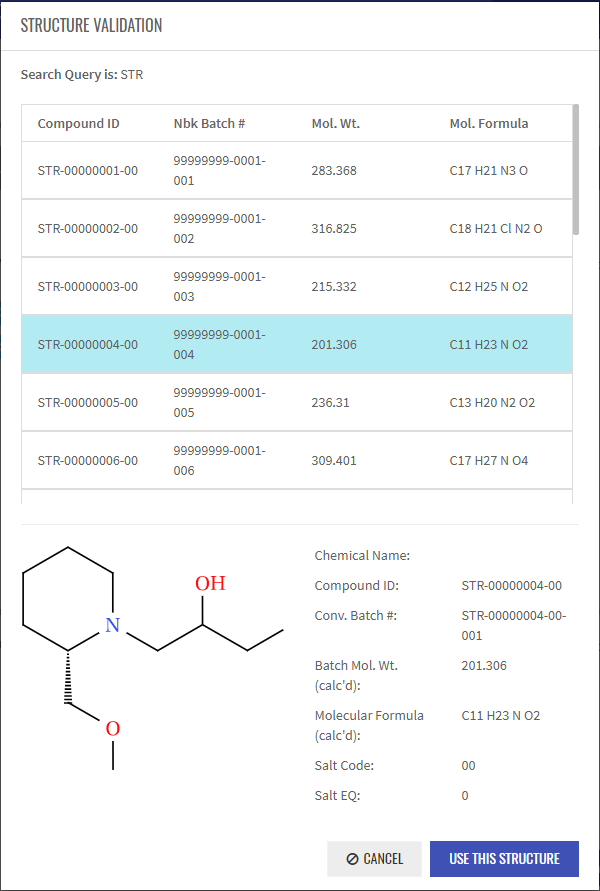 STRUCTURE VALIDATION
Search Query is: STR
Compound ID Nbk Batch # Mol. Wt. Mol. Formula
STR-00000001-00 99999999-0001-001 283.368 C17 H21 N3 O
STR-00000002-00 99999999-0001-002 316.825 C18 H21 Cl N2 O
STR-00000003-00 99999999-0001-003 215.332 C12 H25 N O2
STR-00000004-00 99999999-0001-004 201.306 C11 H23 N O2
STR-00000005-00 99999999-0001-005 236.31 C13 H20 N2 O2
STR-00000006-00 99999999-0001-006 309.401 C17 H27 N O4
OH
N
O
Chemical Name:
Compound ID: STR-00000004-00
Conv. Batch #: STR-00000004-00-001
Batch Mol. Wt. (calc'd): 201.306
Molecular Formula (calc'd): C11 H23 N O2
Salt Code: 00
Salt EQ: 0
CANCEL USE THIS STRUCTURE